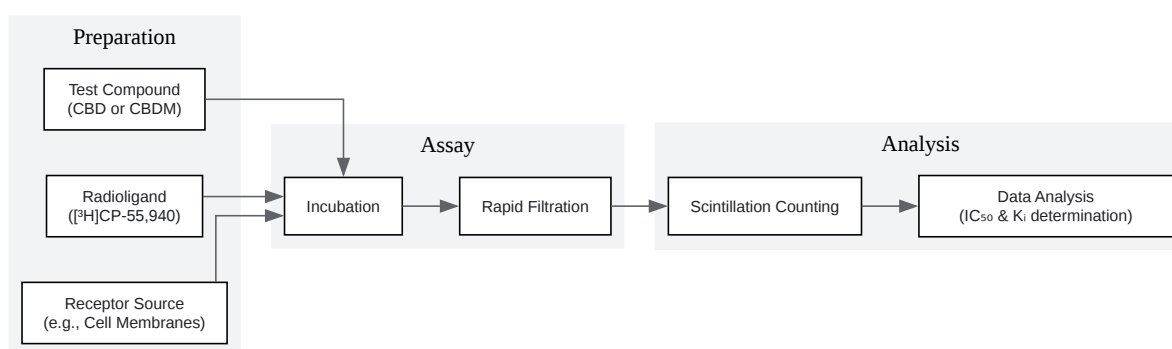 Preparation
Test Compound
(CBD or CBDM)
Radioligand
([³H]CP-55,940)
Receptor Source
(e.g., Cell Membranes)
Assay
Incubation
Rapid Filtration
Analysis
Scintillation Counting
Data Analysis
(IC₅₀ & Kᵢ determination)